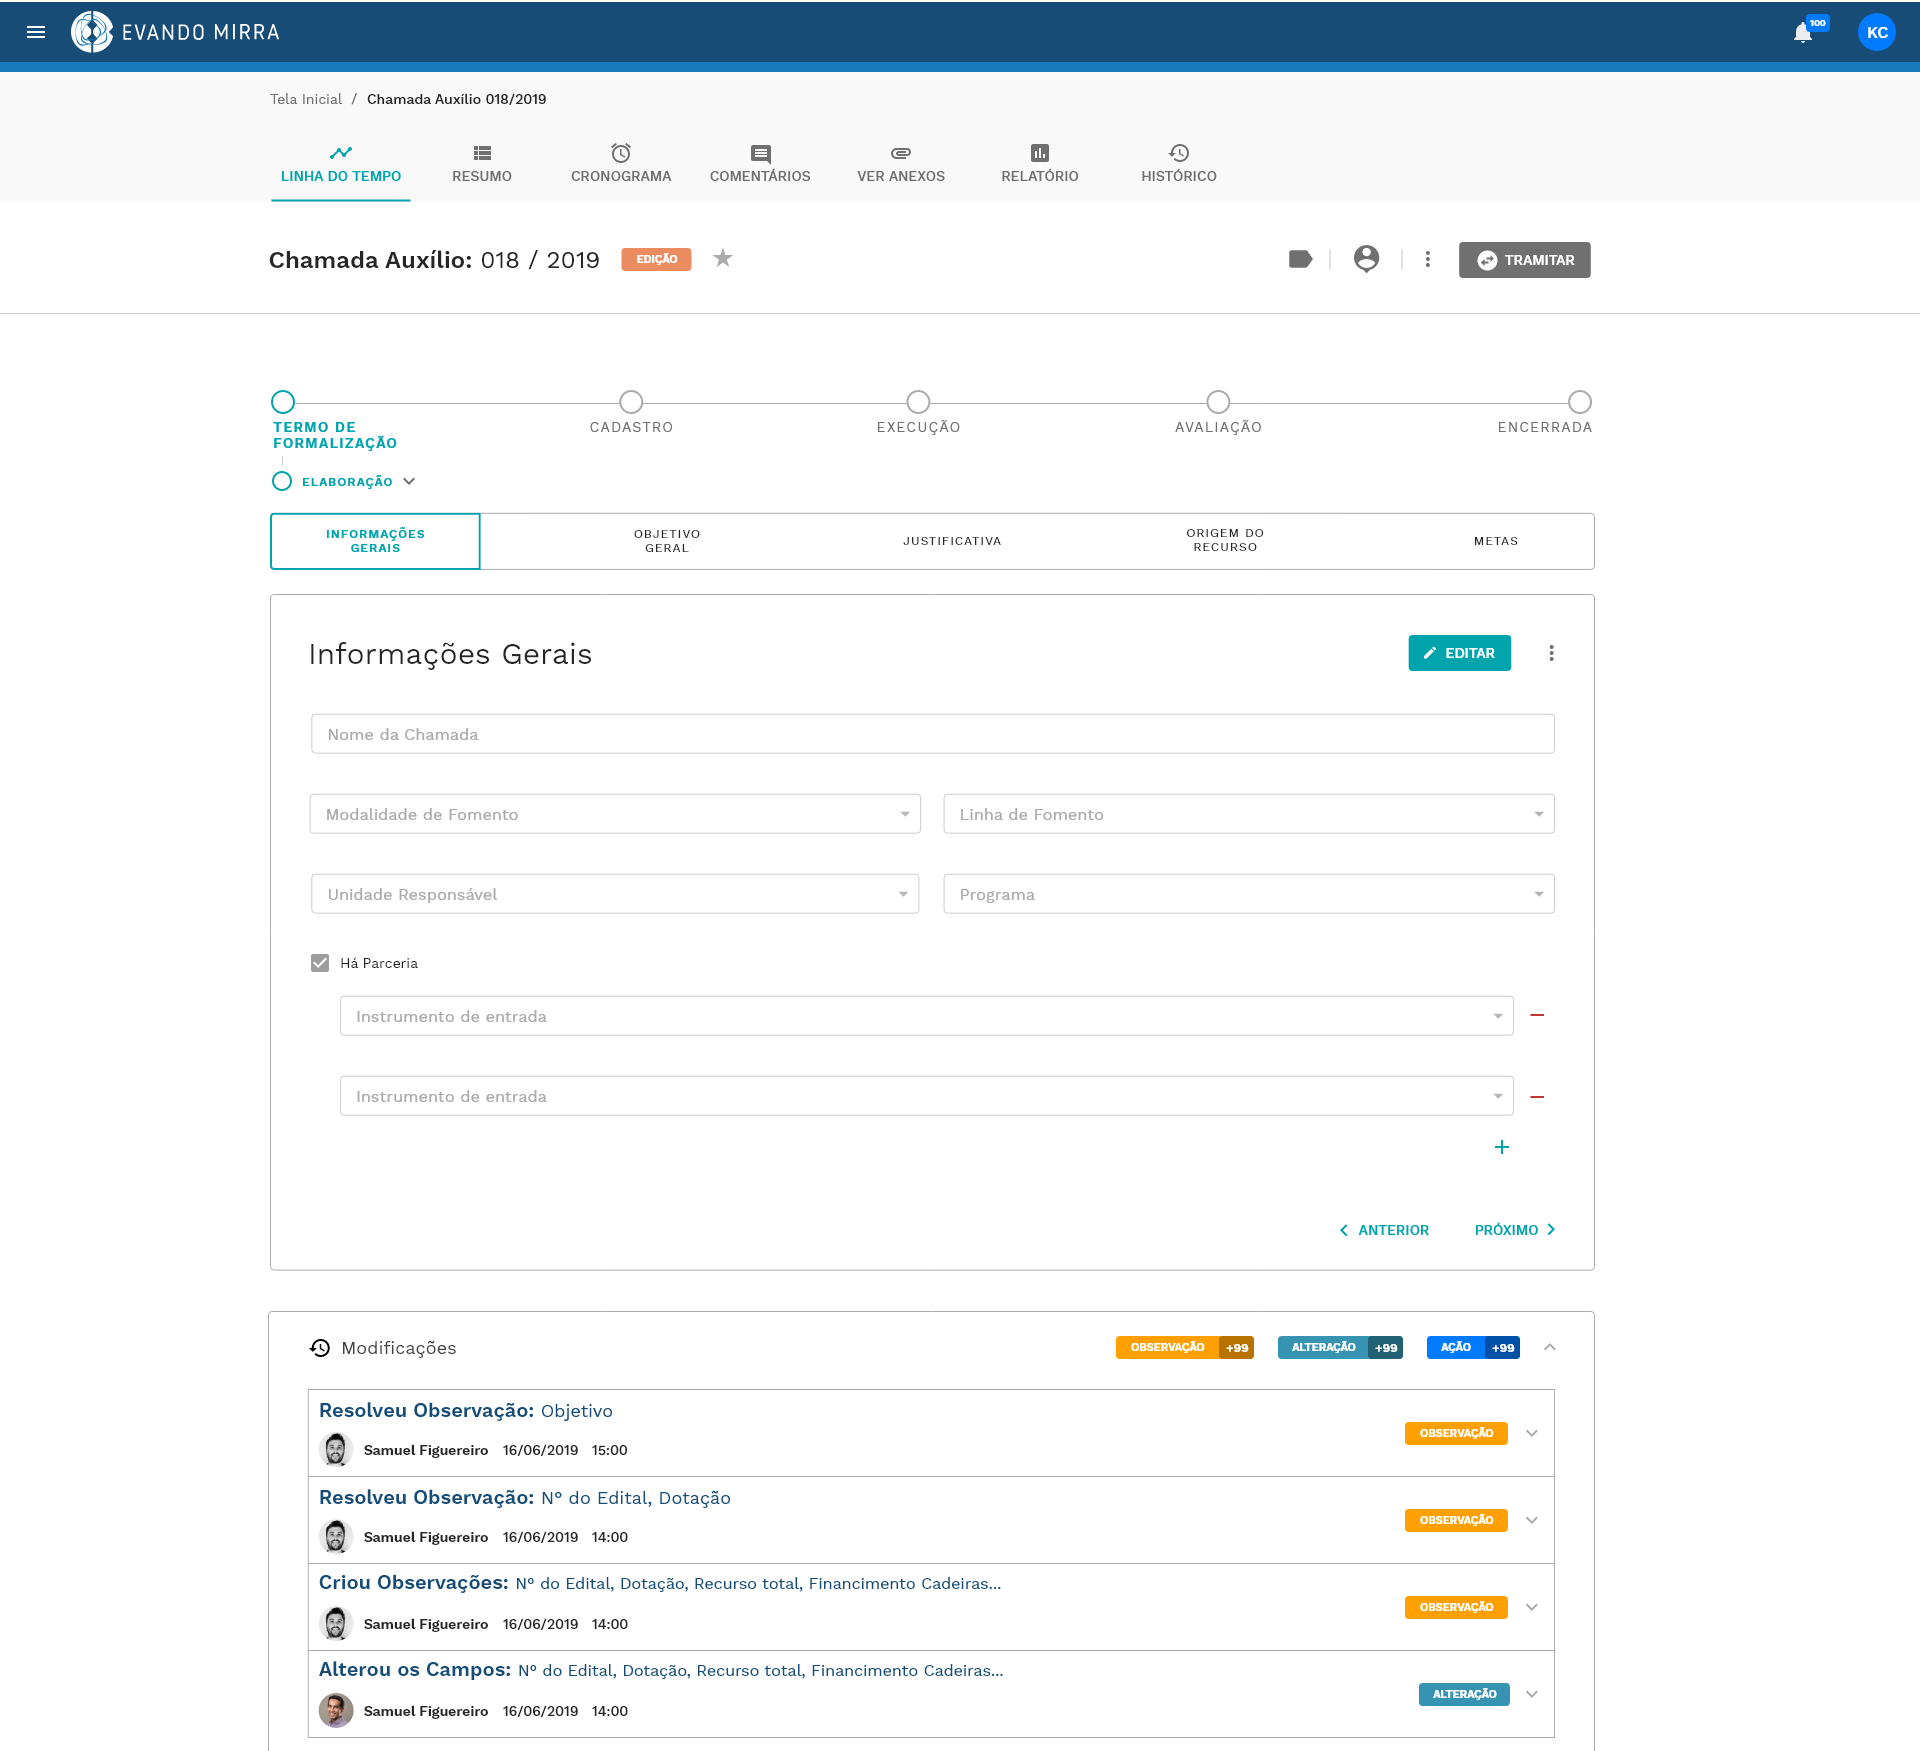 EVANDO MIRRA
100
KC
Tela Inicial / Chamada Auxílio 018/2019
LINHA DO TEMPO
RESUMO
CRONOGRAMA
COMENTÁRIOS
VER ANEXOS
RELATÓRIO
HISTÓRICO
Chamada Auxílio: 018 / 2019
EDIÇÃO
TRAMITAR
TERMO DE
FORMALIZAÇÃO
CADASTRO
EXECUÇÃO
AVALIAÇÃO
ENCERRADA
ELABORAÇÃO
INFORMAÇÕES
GERAIS
OBJETIVO
GERAL
JUSTIFICATIVA
ORIGEM DO
RECURSO
METAS
Informações Gerais
EDITAR
Nome da Chamada
Modalidade de Fomento
Linha de Fomento
Unidade Responsável
Programa
Há Parceria
Instrumento de entrada
Instrumento de entrada
ANTERIOR
PRÓXIMO
Modificações
OBSERVAÇÃO +99
ALTERAÇÃO +99
AÇÃO +99
Resolveu Observação: Objetivo
Samuel Figuereiro 16/06/2019 15:00
OBSERVAÇÃO
Resolveu Observação: N° do Edital, Dotação
Samuel Figuereiro 16/06/2019 14:00
OBSERVAÇÃO
Criou Observações: N° do Edital, Dotação, Recurso total, Financimento Cadeiras...
Samuel Figuereiro 16/06/2019 14:00
OBSERVAÇÃO
Alterou os Campos: N° do Edital, Dotação, Recurso total, Financimento Cadeiras...
Samuel Figuereiro 16/06/2019 14:00
ALTERAÇÃO